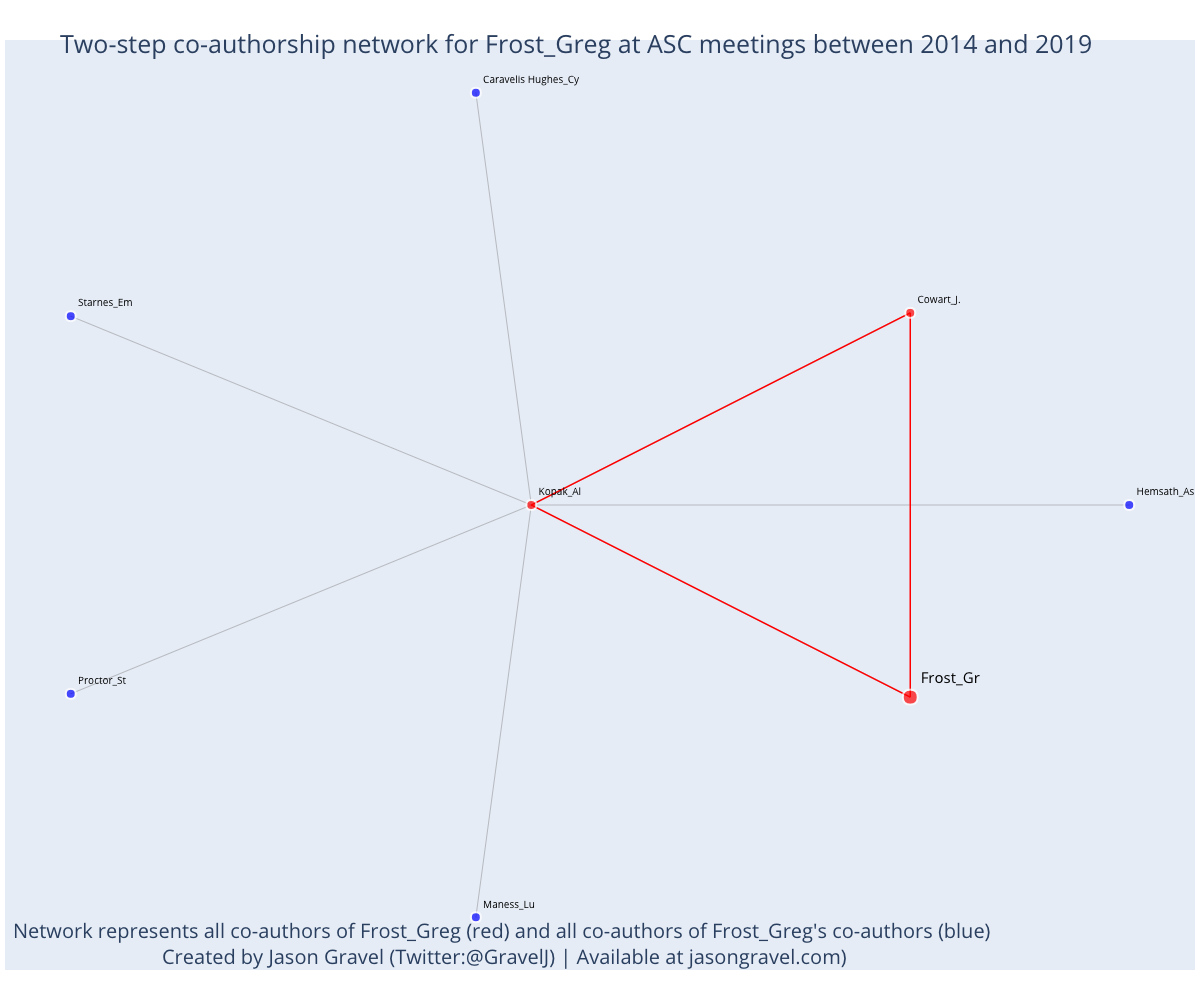 Two-step co-authorship network for Frost_Greg at ASC meetings between 2014 and 2019
Caravelis Hughes_Cy
Starnes_Em
Cowart_J.
Kopak_Al
Hemsath_As
Proctor_St
Frost_Gr
Maness_Lu
Network represents all co-authors of Frost_Greg (red) and all co-authors of Frost_Greg's co-authors (blue)
Created by Jason Gravel (Twitter:@GravelJ) | Available at jasongravel.com)